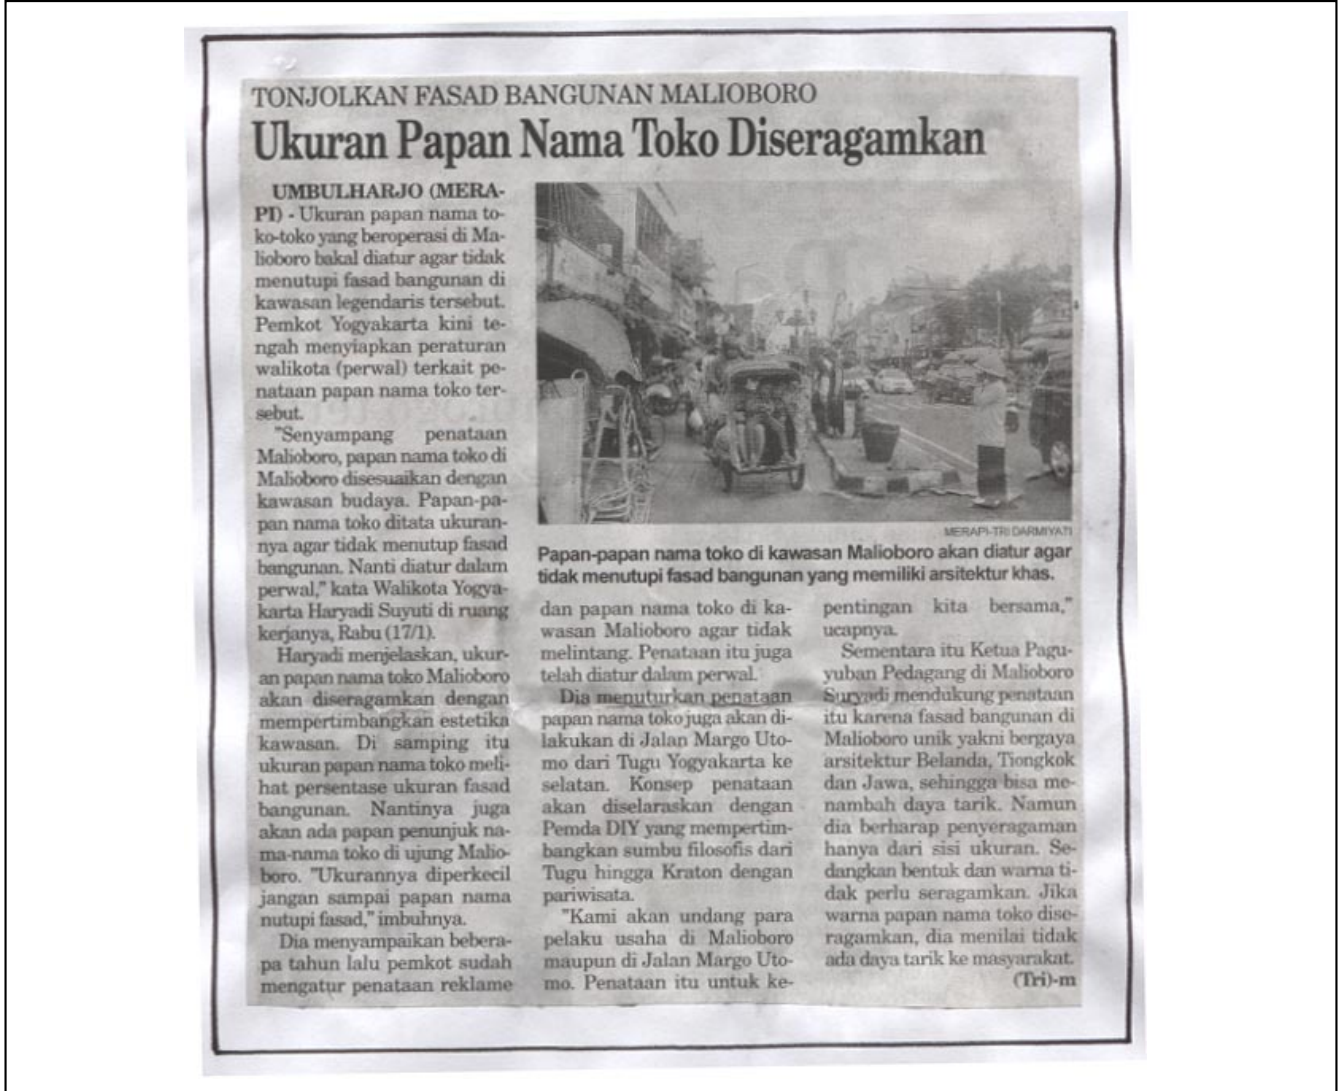 TONJOLKAN FASAD BANGUNAN MALIOBORO
Ukuran Papan Nama Toko Diseragamkan
UMBULHARJO (MERA-
PI) - Ukuran papan nama to-
ko-toko yang beroperasi di Ma-
lioboro bakal diatur agar tidak
menutupi fasad bangunan di
kawasan legendaris tersebut.
Pemkot Yogyakarta kini te-
ngah menyiapkan peraturan
walikota (perwal) terkait pe-
nataan papan nama toko ter-
sebut.
"Senyampang penataan
Malioboro, papan nama toko di
Malioboro disesuaikan dengan
kawasan budaya. Papan-pa-
pan nama toko ditata ukuran-
nya agar tidak menutup fasad
bangunan. Nanti diatur dalam
perwal," kata Walikota Yogya-
karta Haryadi Suyuti di ruang
kerjanya, Rabu (17/1).
Haryadi menjelaskan, ukur-
an papan nama toko Malioboro
akan diseragamkan dengan
mempertimbangkan estetika
kawasan. Di samping itu
ukuran papan nama toko meli-
hat persentase ukuran fasad
bangunan. Nantinya juga
akan ada papan penunjuk na-
ma-nama toko di ujung Malio-
boro. "Ukurannya diperkecil
jangan sampai papan nama
nutupi fasad," imbuhnya.
Dia menyampaikan bebera-
pa tahun lalu pemkot sudah
mengatur penataan reklame
MERAPI-TRI DARMIYATI
Papan-papan nama toko di kawasan Malioboro akan diatur agar
tidak menutupi fasad bangunan yang memiliki arsitektur khas.
dan papan nama toko di ka-
wasan Malioboro agar tidak
melintang. Penataan itu juga
telah diatur dalam perwal.
Dia menuturkan penataan
papan nama toko juga akan di-
lakukan di Jalan Margo Uto-
mo dari Tugu Yogyakarta ke
selatan. Konsep penataan
akan diselaraskan dengan
Pemda DIY yang mempertim-
bangkan sumbu filosofis dari
Tugu hingga Kraton dengan
pariwisata.
"Kami akan undang para
pelaku usaha di Malioboro
maupun di Jalan Margo Uto-
mo. Penataan itu untuk ke-
pentingan kita bersama,"
ucapnya.
Sementara itu Ketua Pagu-
yuban Pedagang di Malioboro
Suryadi mendukung penataan
itu karena fasad bangunan di
Malioboro unik yakni bergaya
arsitektur Belanda, Tiongkok
dan Jawa, sehingga bisa me-
nambah daya tarik. Namun
dia berharap penyeragaman
hanya dari sisi ukuran. Se-
dangkan bentuk dan warna ti-
dak perlu seragamkan. Jika
warna papan nama toko dise-
ragamkan, dia menilai tidak
ada daya tarik ke masyarakat.
(Tri)-m